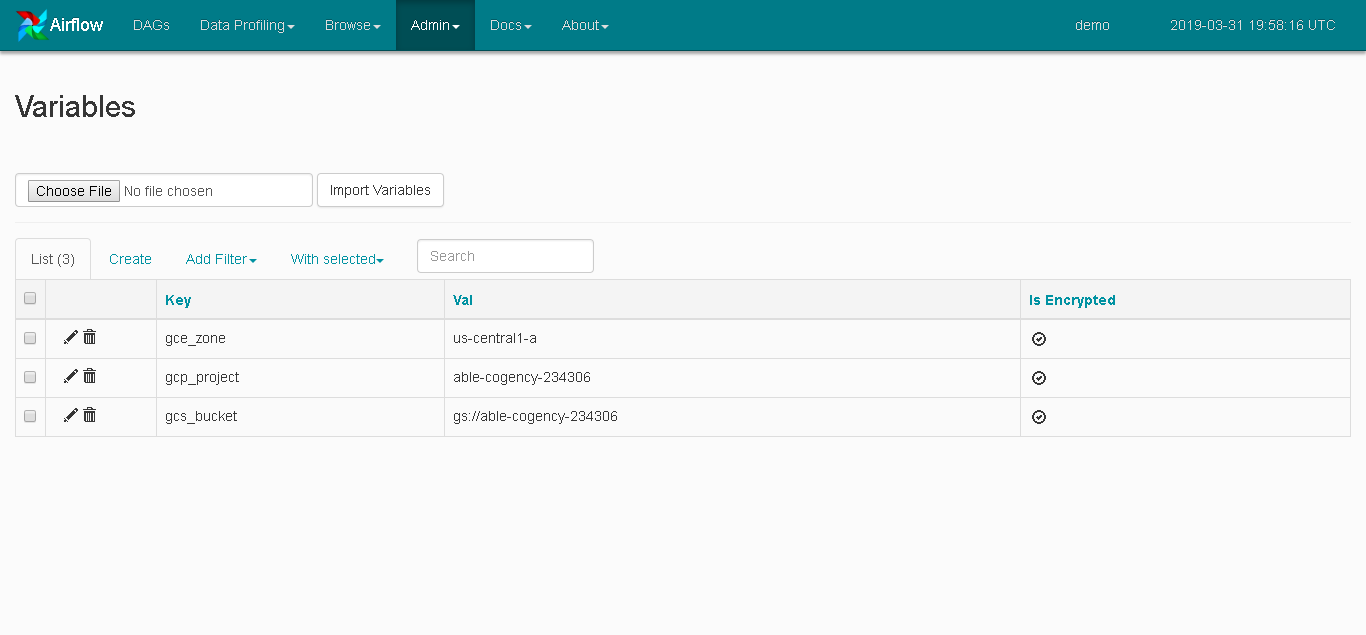 Airflow DAGs Data Profiling Browse Admin Docs About demo 2019-03-31 19:58:16 UTC
Variables
Choose File No file chosen Import Variables
List (3) Create Add Filter With selected Search
Key Val Is Encrypted
gce_zone us-central1-a
gcp_project able-cogency-234306
gcs_bucket gs://able-cogency-234306